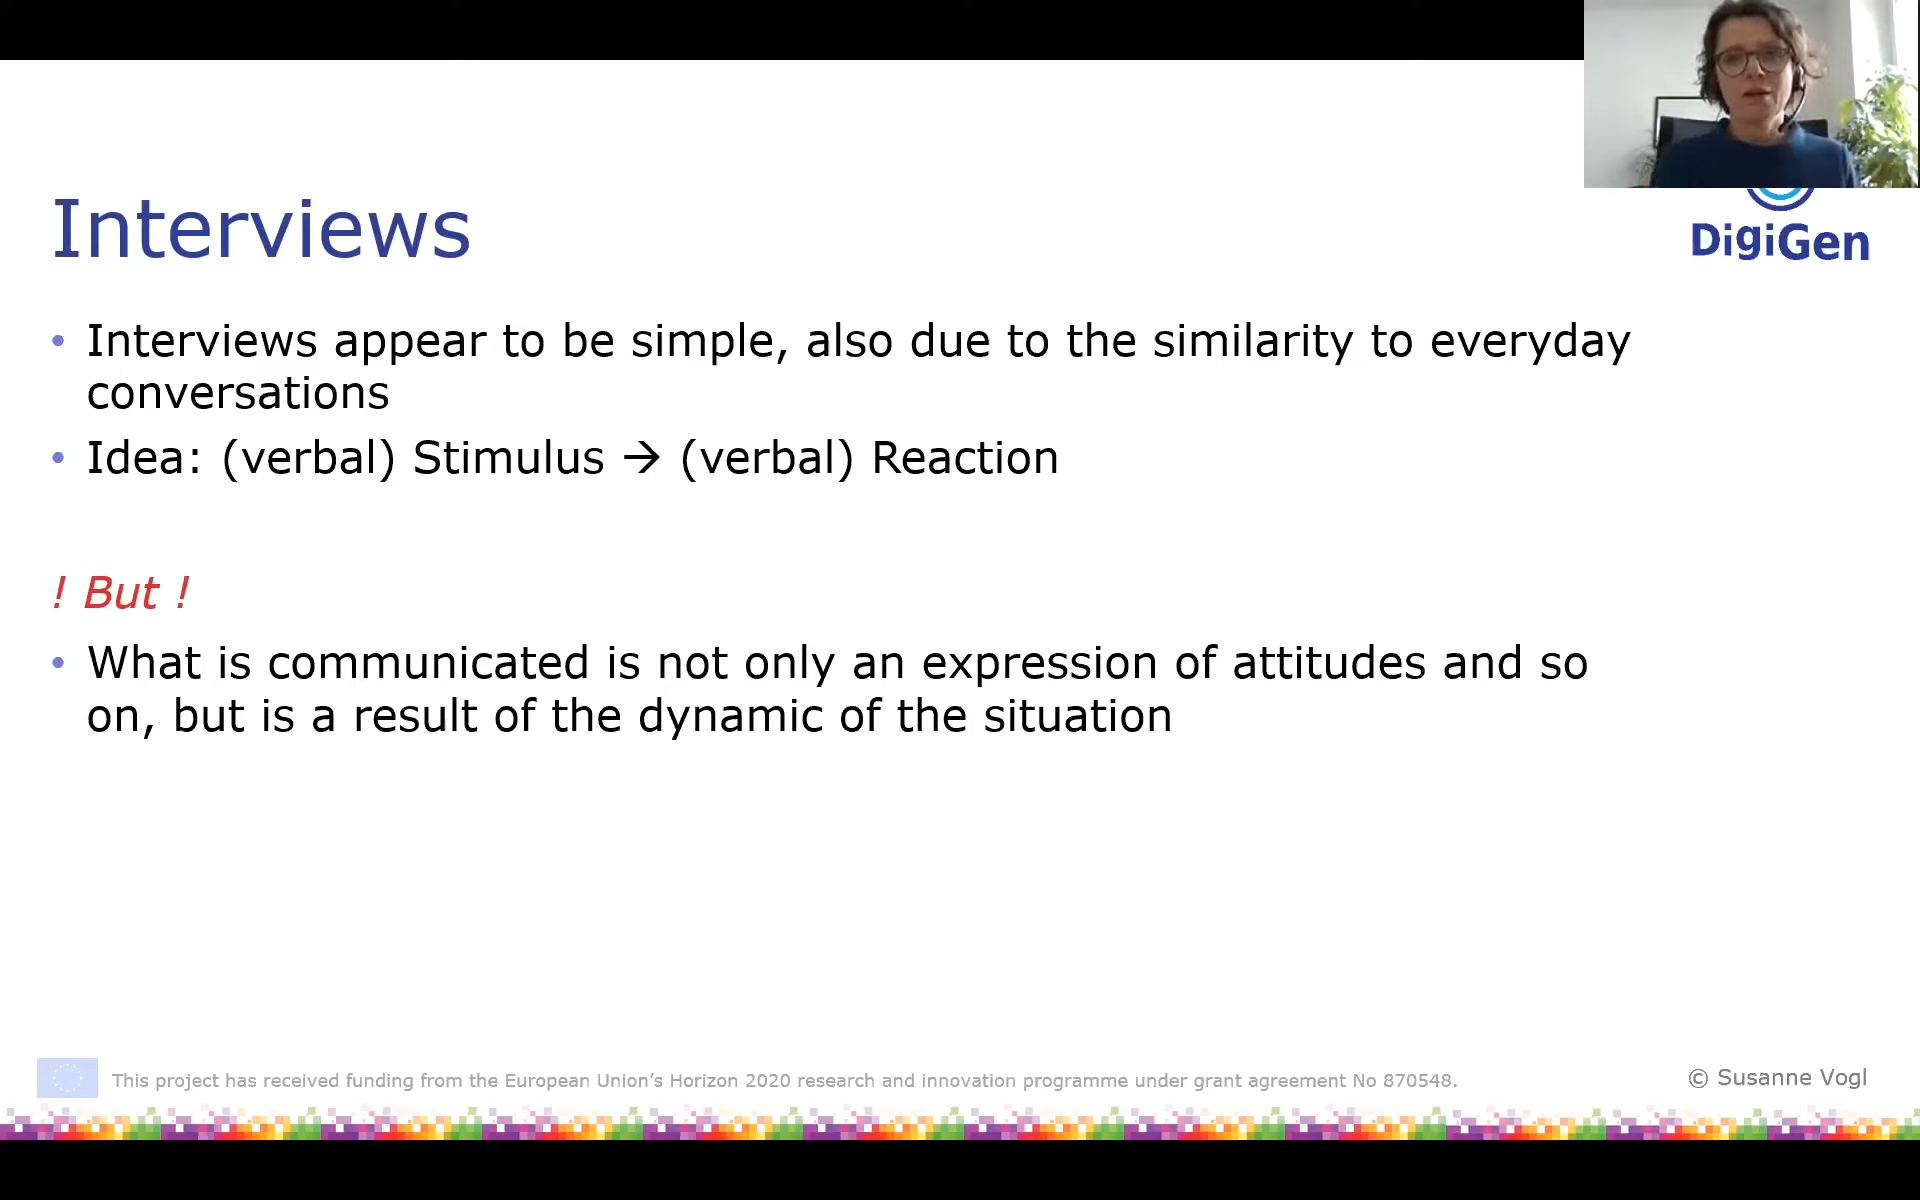 Interviews
DigiGen
• Interviews appear to be simple, also due to the similarity to everyday
conversations
• Idea: (verbal) Stimulus → (verbal) Reaction
! But !
• What is communicated is not only an expression of attitudes and so
on, but is a result of the dynamic of the situation
This project has received funding from the European Union’s Horizon 2020 research and innovation programme under grant agreement No 870548.
© Susanne Vogl